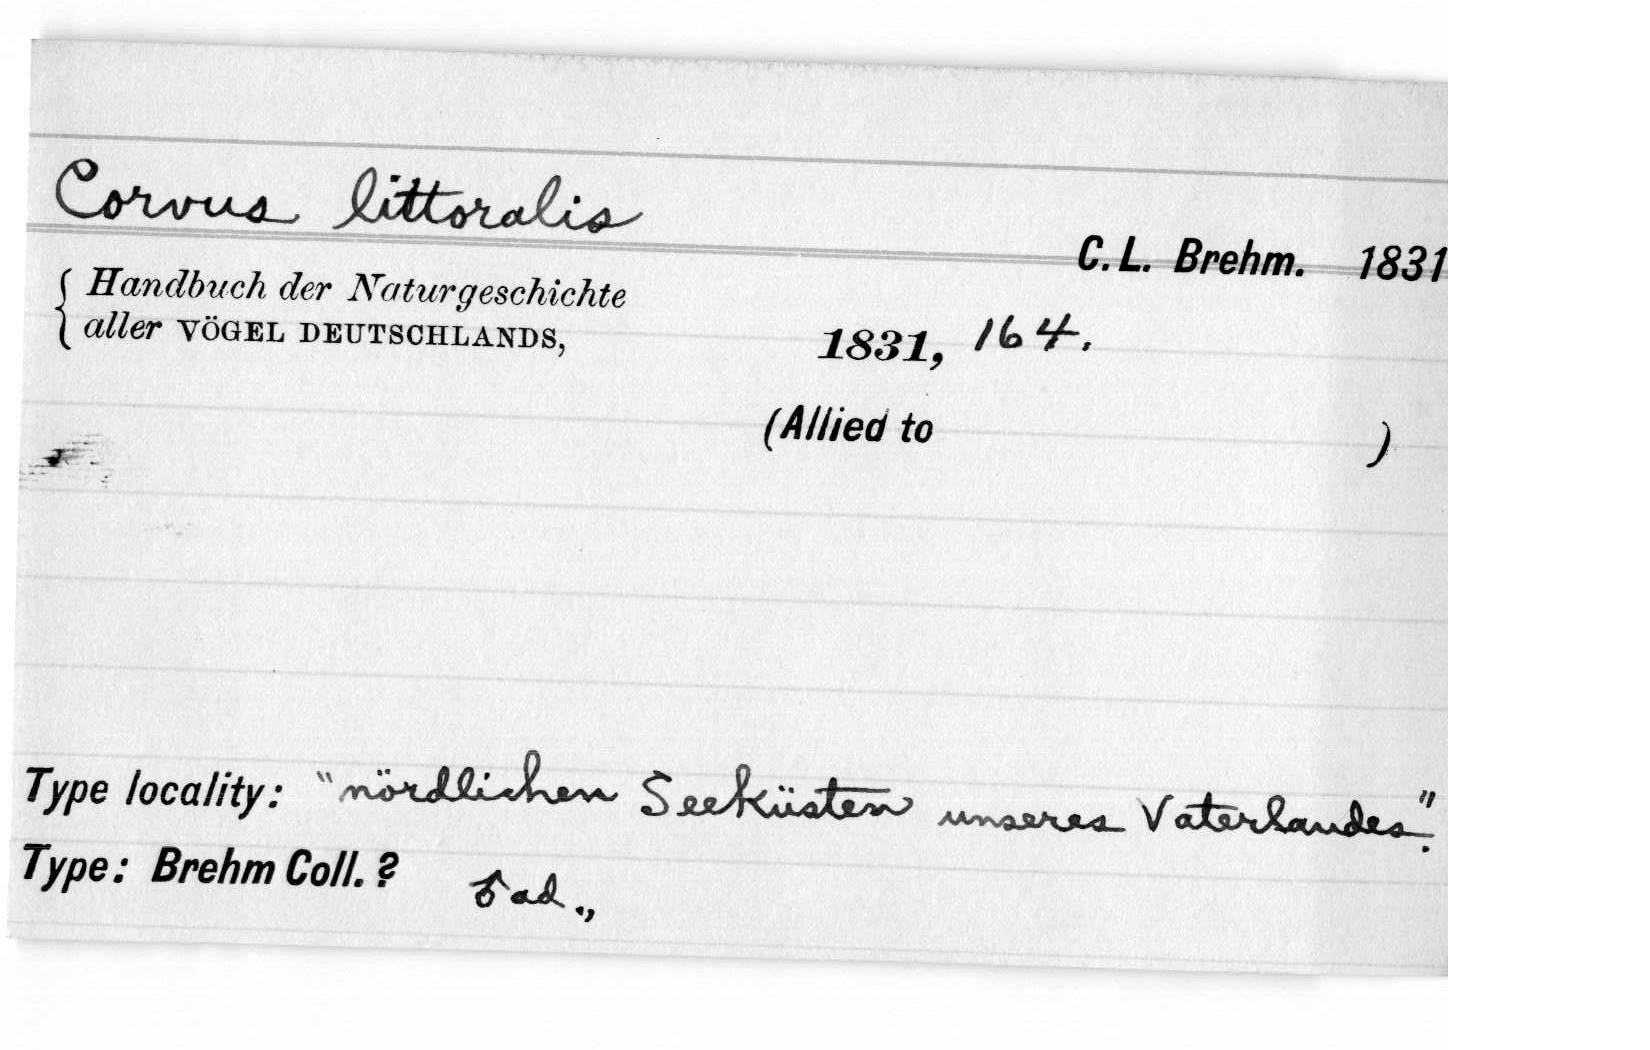 Corvus littoralis
C. L. Brehm. 1831
Handbuch der Naturgeschichte
aller VÖGEL DEUTSCHLANDS, 1831, 164.
(Allied to )
Type locality: "nördlichen Seeküsten unseres Vaterlandes".
Type: Brehm Coll. ? ad.,